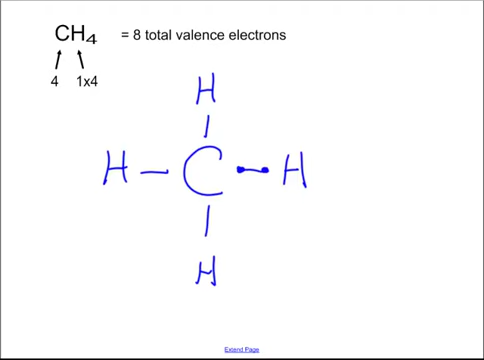 CH₄ = 8 total valence electrons
4 1x4
H
H — C — H
H
Extend Page